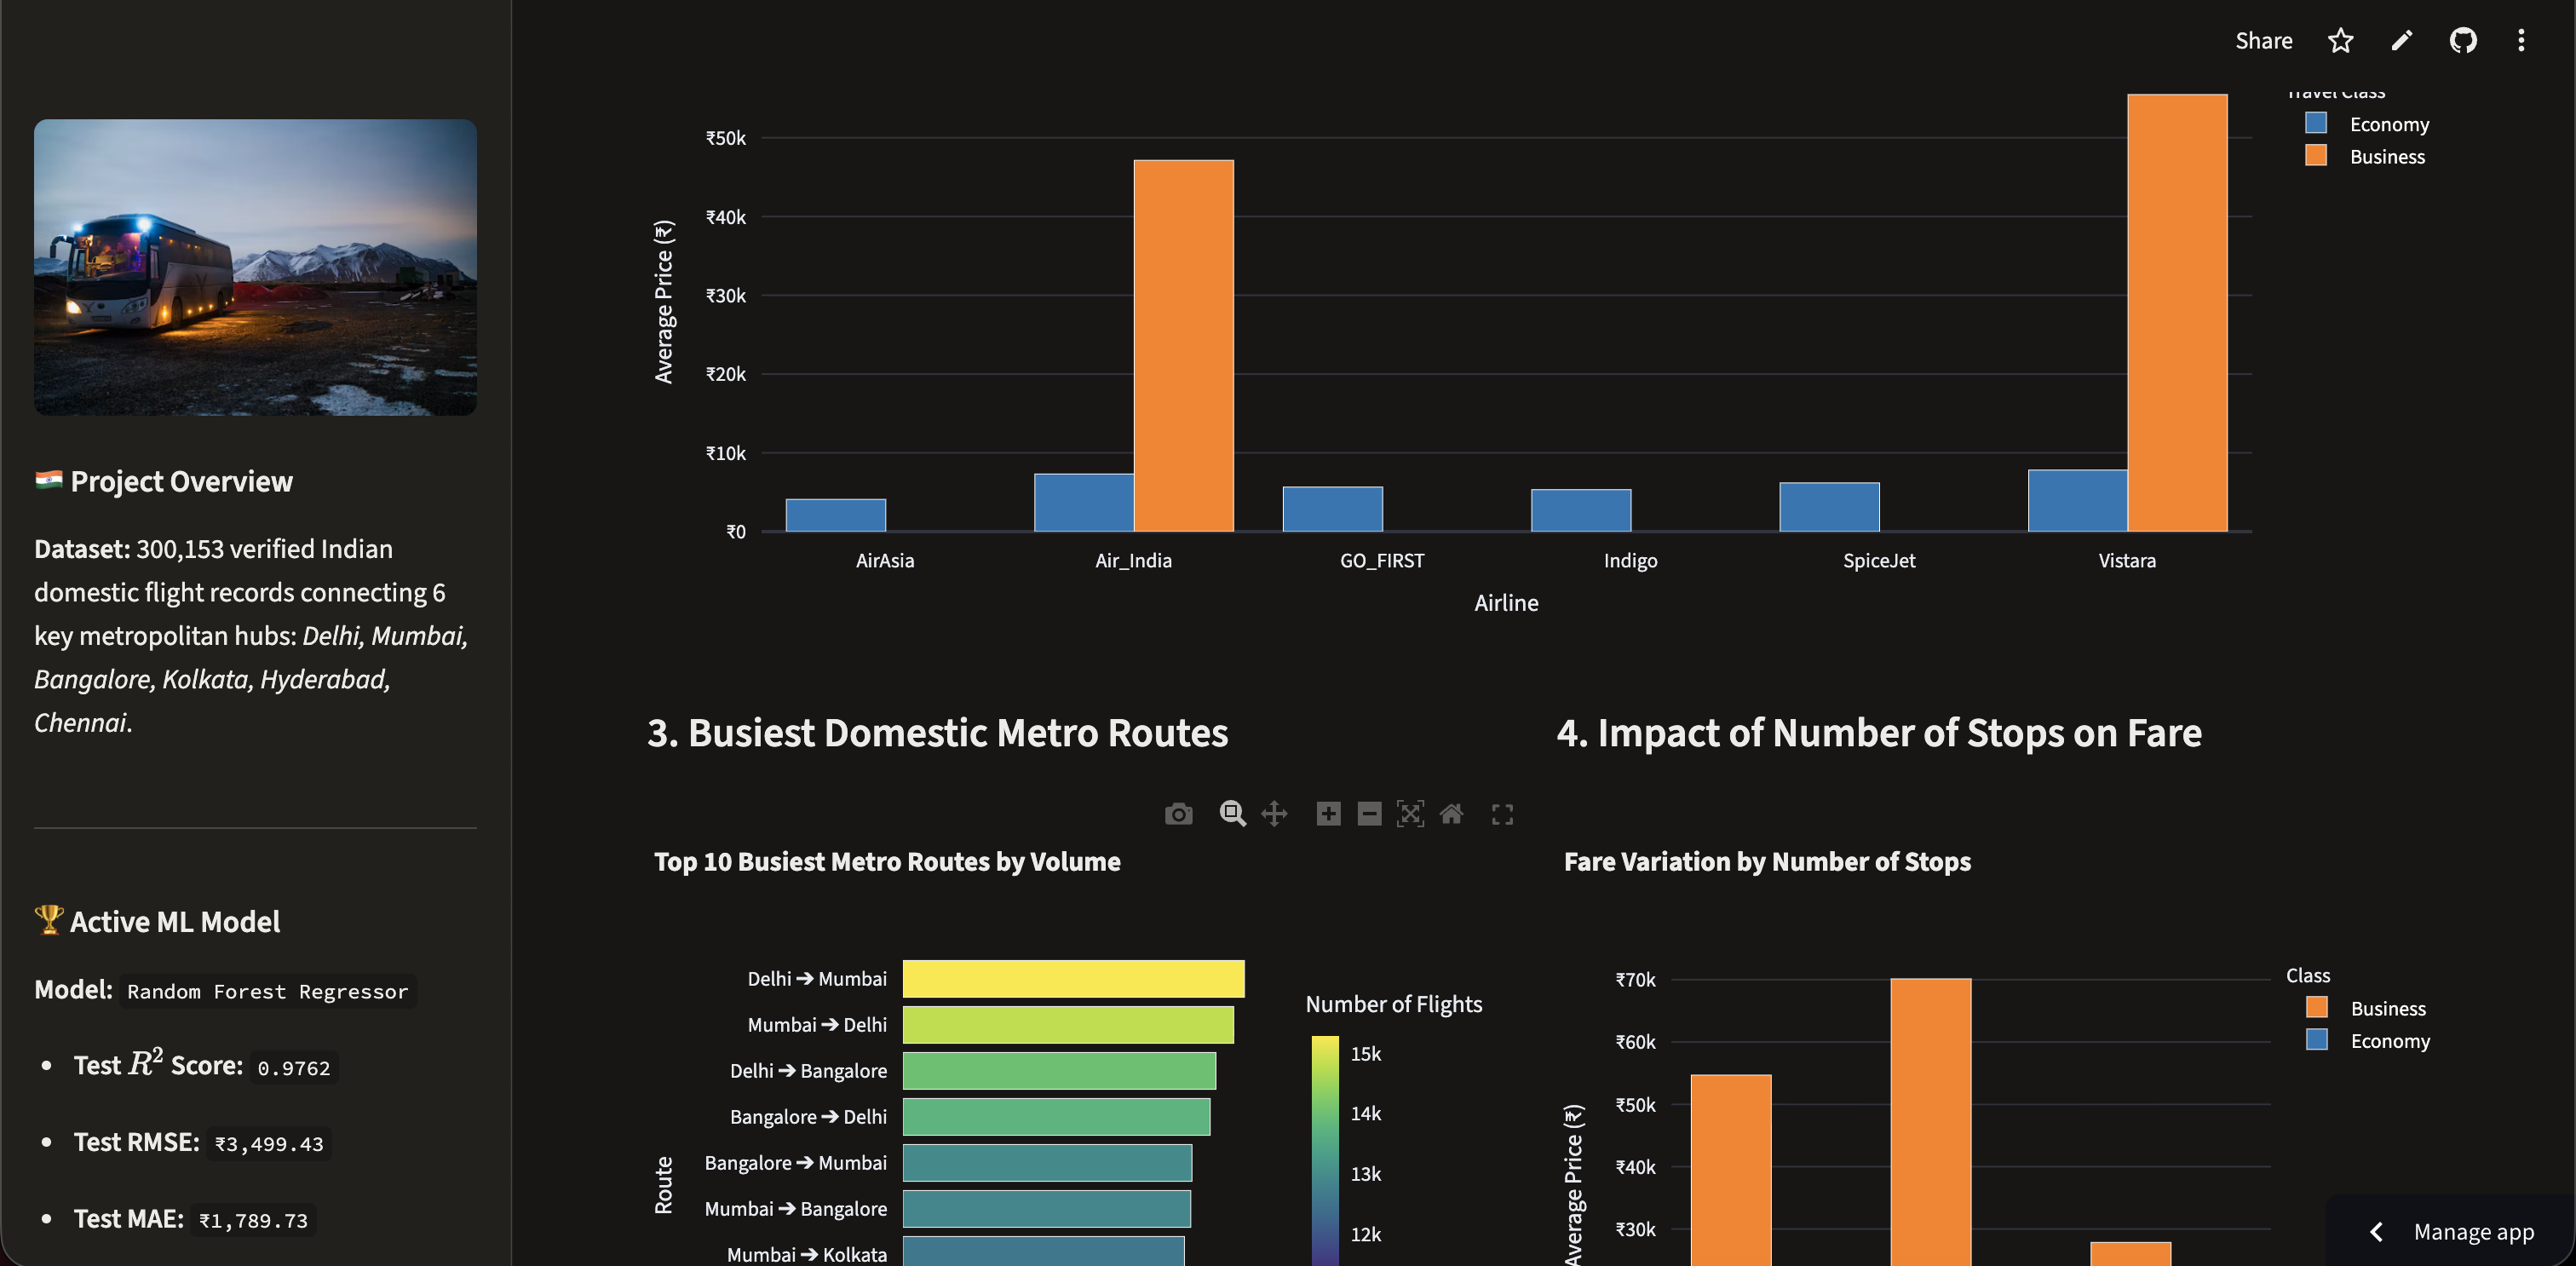 Share
🇮🇳 Project Overview
Dataset: 300,153 verified Indian
domestic flight records connecting 6
key metropolitan hubs: Delhi, Mumbai,
Bangalore, Kolkata, Hyderabad,
Chennai.
🏆 Active ML Model
Model: Random Forest Regressor
• Test R² Score: 0.9762
• Test RMSE: ₹3,499.43
• Test MAE: ₹1,789.73
Travel Class
Economy
Business
Average Price (₹)
₹50k
₹40k
₹30k
₹20k
₹10k
₹0
AirAsia
Air_India
GO_FIRST
Indigo
SpiceJet
Vistara
Airline
3. Busiest Domestic Metro Routes
Top 10 Busiest Metro Routes by Volume
Route
Delhi ➔ Mumbai
Mumbai ➔ Delhi
Delhi ➔ Bangalore
Bangalore ➔ Delhi
Bangalore ➔ Mumbai
Mumbai ➔ Bangalore
Mumbai ➔ Kolkata
Number of Flights
15k
14k
13k
12k
4. Impact of Number of Stops on Fare
Fare Variation by Number of Stops
Average Price (₹)
₹70k
₹60k
₹50k
₹40k
₹30k
Class
Business
Economy
Manage app